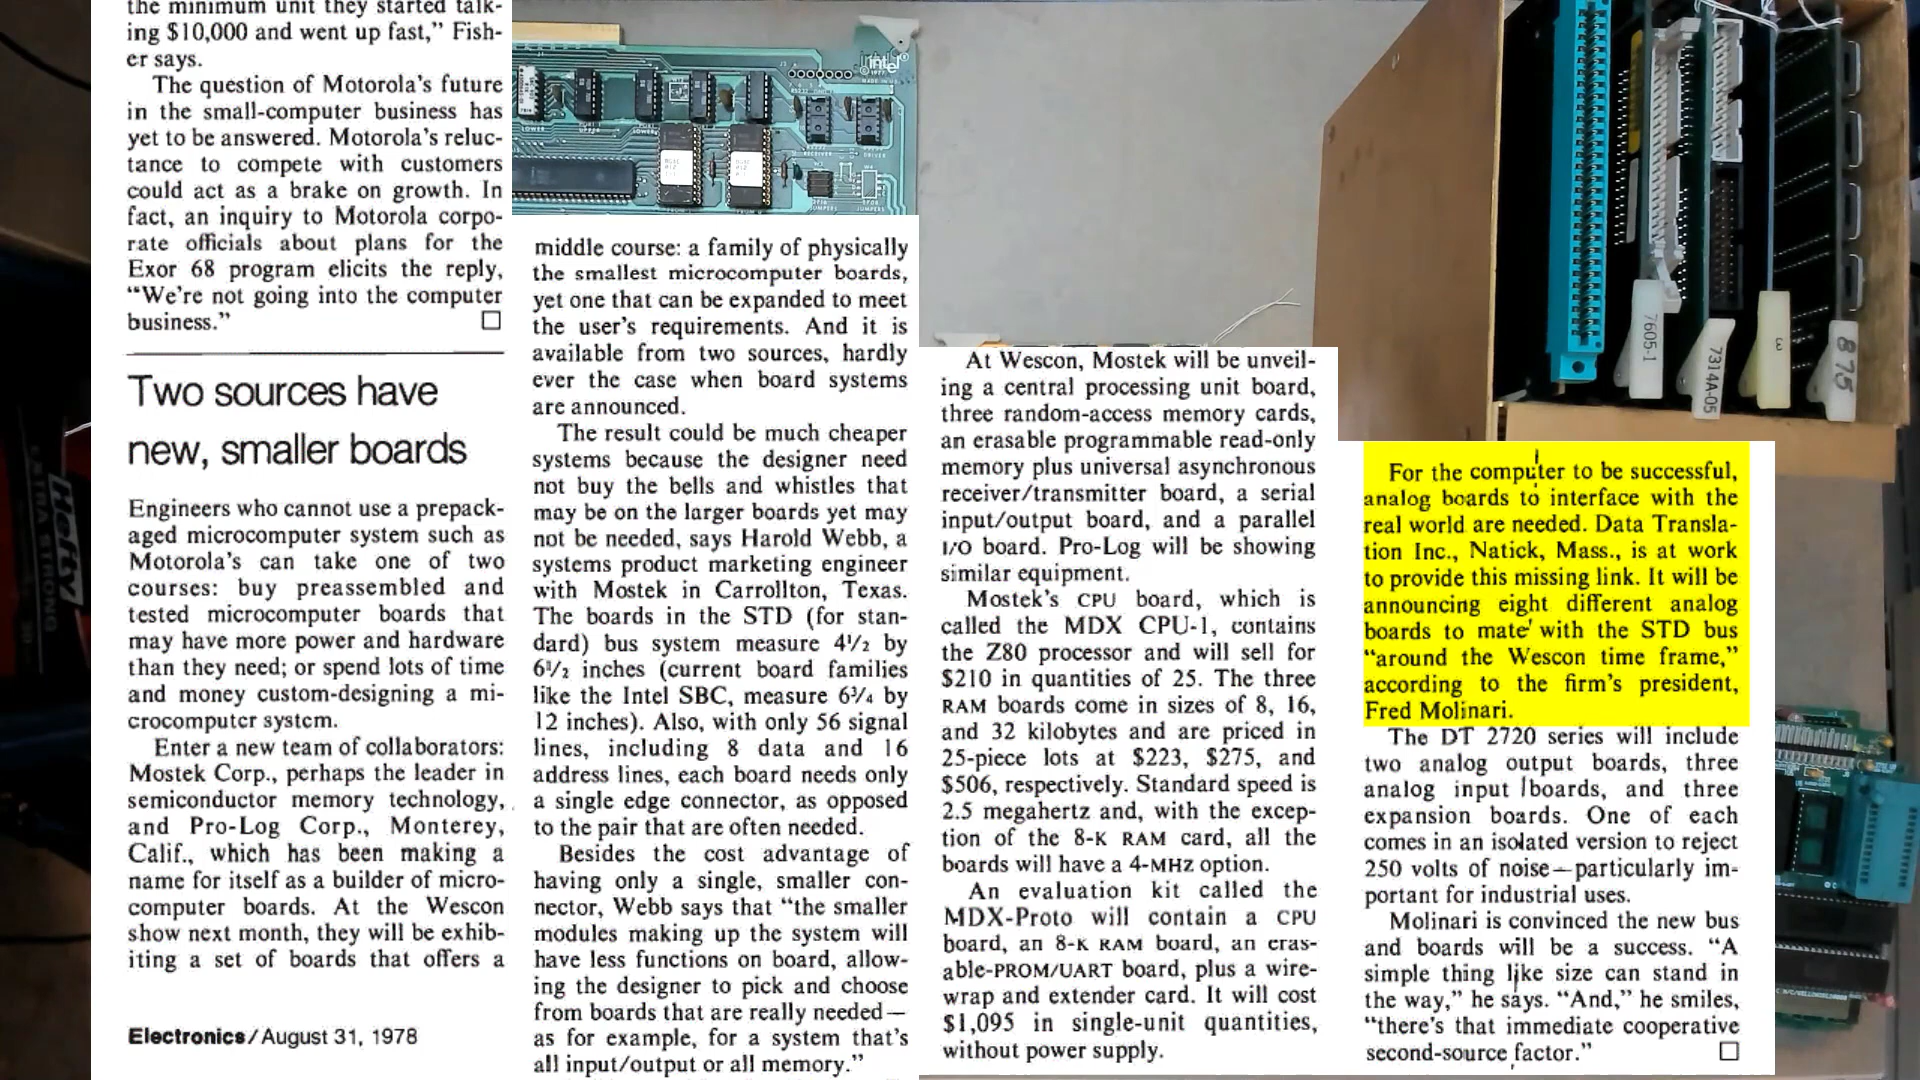 the minimum unit they started talk-
ing $10,000 and went up fast,” Fish-
er says.
The question of Motorola’s future
in the small-computer business has
yet to be answered. Motorola’s reluc-
tance to compete with customers
could act as a brake on growth. In
fact, an inquiry to Motorola corpo-
rate officials about plans for the
Exor 68 program elicits the reply,
“We’re not going into the computer
business.”
Two sources have
new, smaller boards
Engineers who cannot use a prepack-
aged microcomputer system such as
Motorola’s can take one of two
courses: buy preassembled and
tested microcomputer boards that
may have more power and hardware
than they need; or spend lots of time
and money custom-designing a mi-
crocomputer system.
Enter a new team of collaborators:
Mostek Corp., perhaps the leader in
semiconductor memory technology,
and Pro-Log Corp., Monterey,
Calif., which has been making a
name for itself as a builder of micro-
computer boards. At the Wescon
show next month, they will be exhib-
iting a set of boards that offers a
Electronics/August 31, 1978
middle course: a family of physically
the smallest microcomputer boards,
yet one that can be expanded to meet
the user’s requirements. And it is
available from two sources, hardly
ever the case when board systems
are announced.
The result could be much cheaper
systems because the designer need
not buy the bells and whistles that
may be on the larger boards yet may
not be needed, says Harold Webb, a
systems product marketing engineer
with Mostek in Carrollton, Texas.
The boards in the STD (for stan-
dard) bus system measure 4½ by
6½ inches (current board families
like the Intel SBC, measure 6¾ by
12 inches). Also, with only 56 signal
lines, including 8 data and 16
address lines, each board needs only
a single edge connector, as opposed
to the pair that are often needed.
Besides the cost advantage of
having only a single, smaller con-
nector, Webb says that “the smaller
modules making up the system will
have less functions on board, allow-
ing the designer to pick and choose
from boards that are really needed—
as for example, for a system that’s
all input/output or all memory.”
At Wescon, Mostek will be unveil-
ing a central processing unit board,
three random-access memory cards,
an erasable programmable read-only
memory plus universal asynchronous
receiver/transmitter board, a serial
input/output board, and a parallel
I/O board. Pro-Log will be showing
similar equipment.
Mostek’s CPU board, which is
called the MDX CPU-1, contains
the Z80 processor and will sell for
$210 in quantities of 25. The three
RAM boards come in sizes of 8, 16,
and 32 kilobytes and are priced in
25-piece lots at $223, $275, and
$506, respectively. Standard speed is
2.5 megahertz and, with the excep-
tion of the 8-K RAM card, all the
boards will have a 4-MHZ option.
An evaluation kit called the
MDX-Proto will contain a CPU
board, an 8-K RAM board, an eras-
able-PROM/UART board, plus a wire-
wrap and extender card. It will cost
$1,095 in single-unit quantities,
without power supply.
For the computer to be successful,
analog boards to interface with the
real world are needed. Data Transla-
tion Inc., Natick, Mass., is at work
to provide this missing link. It will be
announcing eight different analog
boards to mate with the STD bus
“around the Wescon time frame,”
according to the firm’s president,
Fred Molinari.
The DT 2720 series will include
two analog output boards, three
analog input boards, and three
expansion boards. One of each
comes in an isolated version to reject
250 volts of noise—particularly im-
portant for industrial uses.
Molinari is convinced the new bus
and boards will be a success. “A
simple thing like size can stand in
the way,” he says. “And,” he smiles,
“there’s that immediate cooperative
second-source factor.”
intel
7605-1
7314A-05
3
875
Hefty
EXTRA STRONG